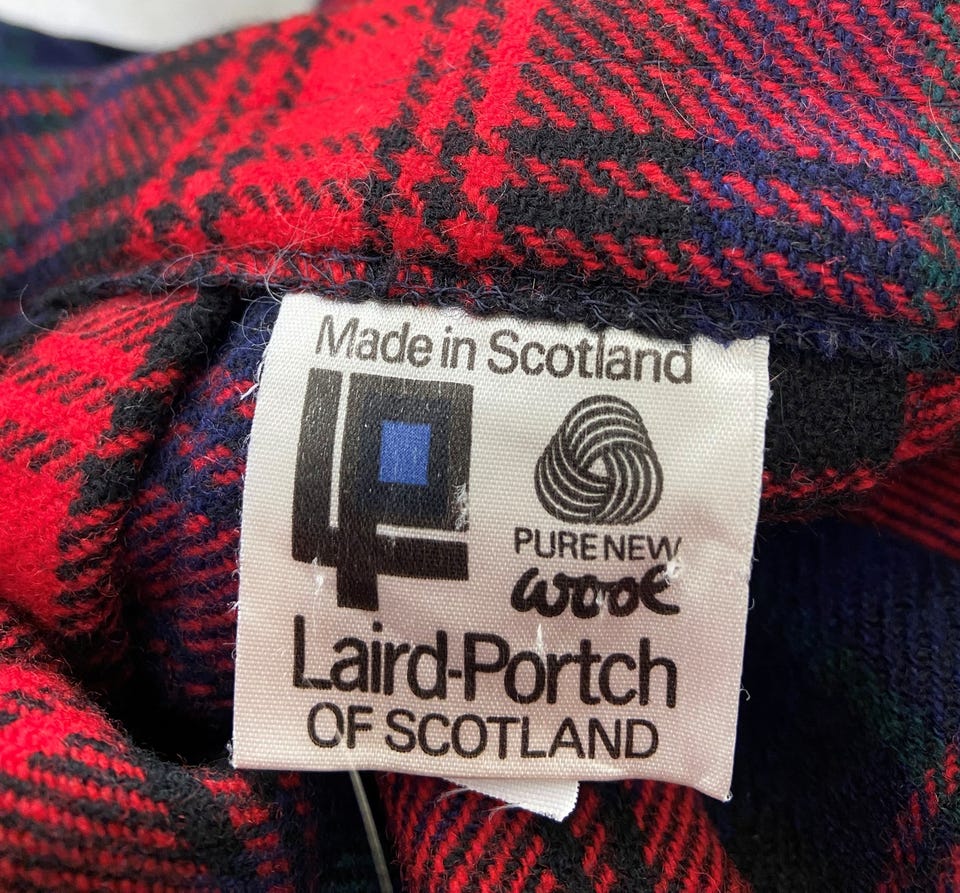 Made in Scotland
PURE NEW
wool
Laird-Portch
OF SCOTLAND